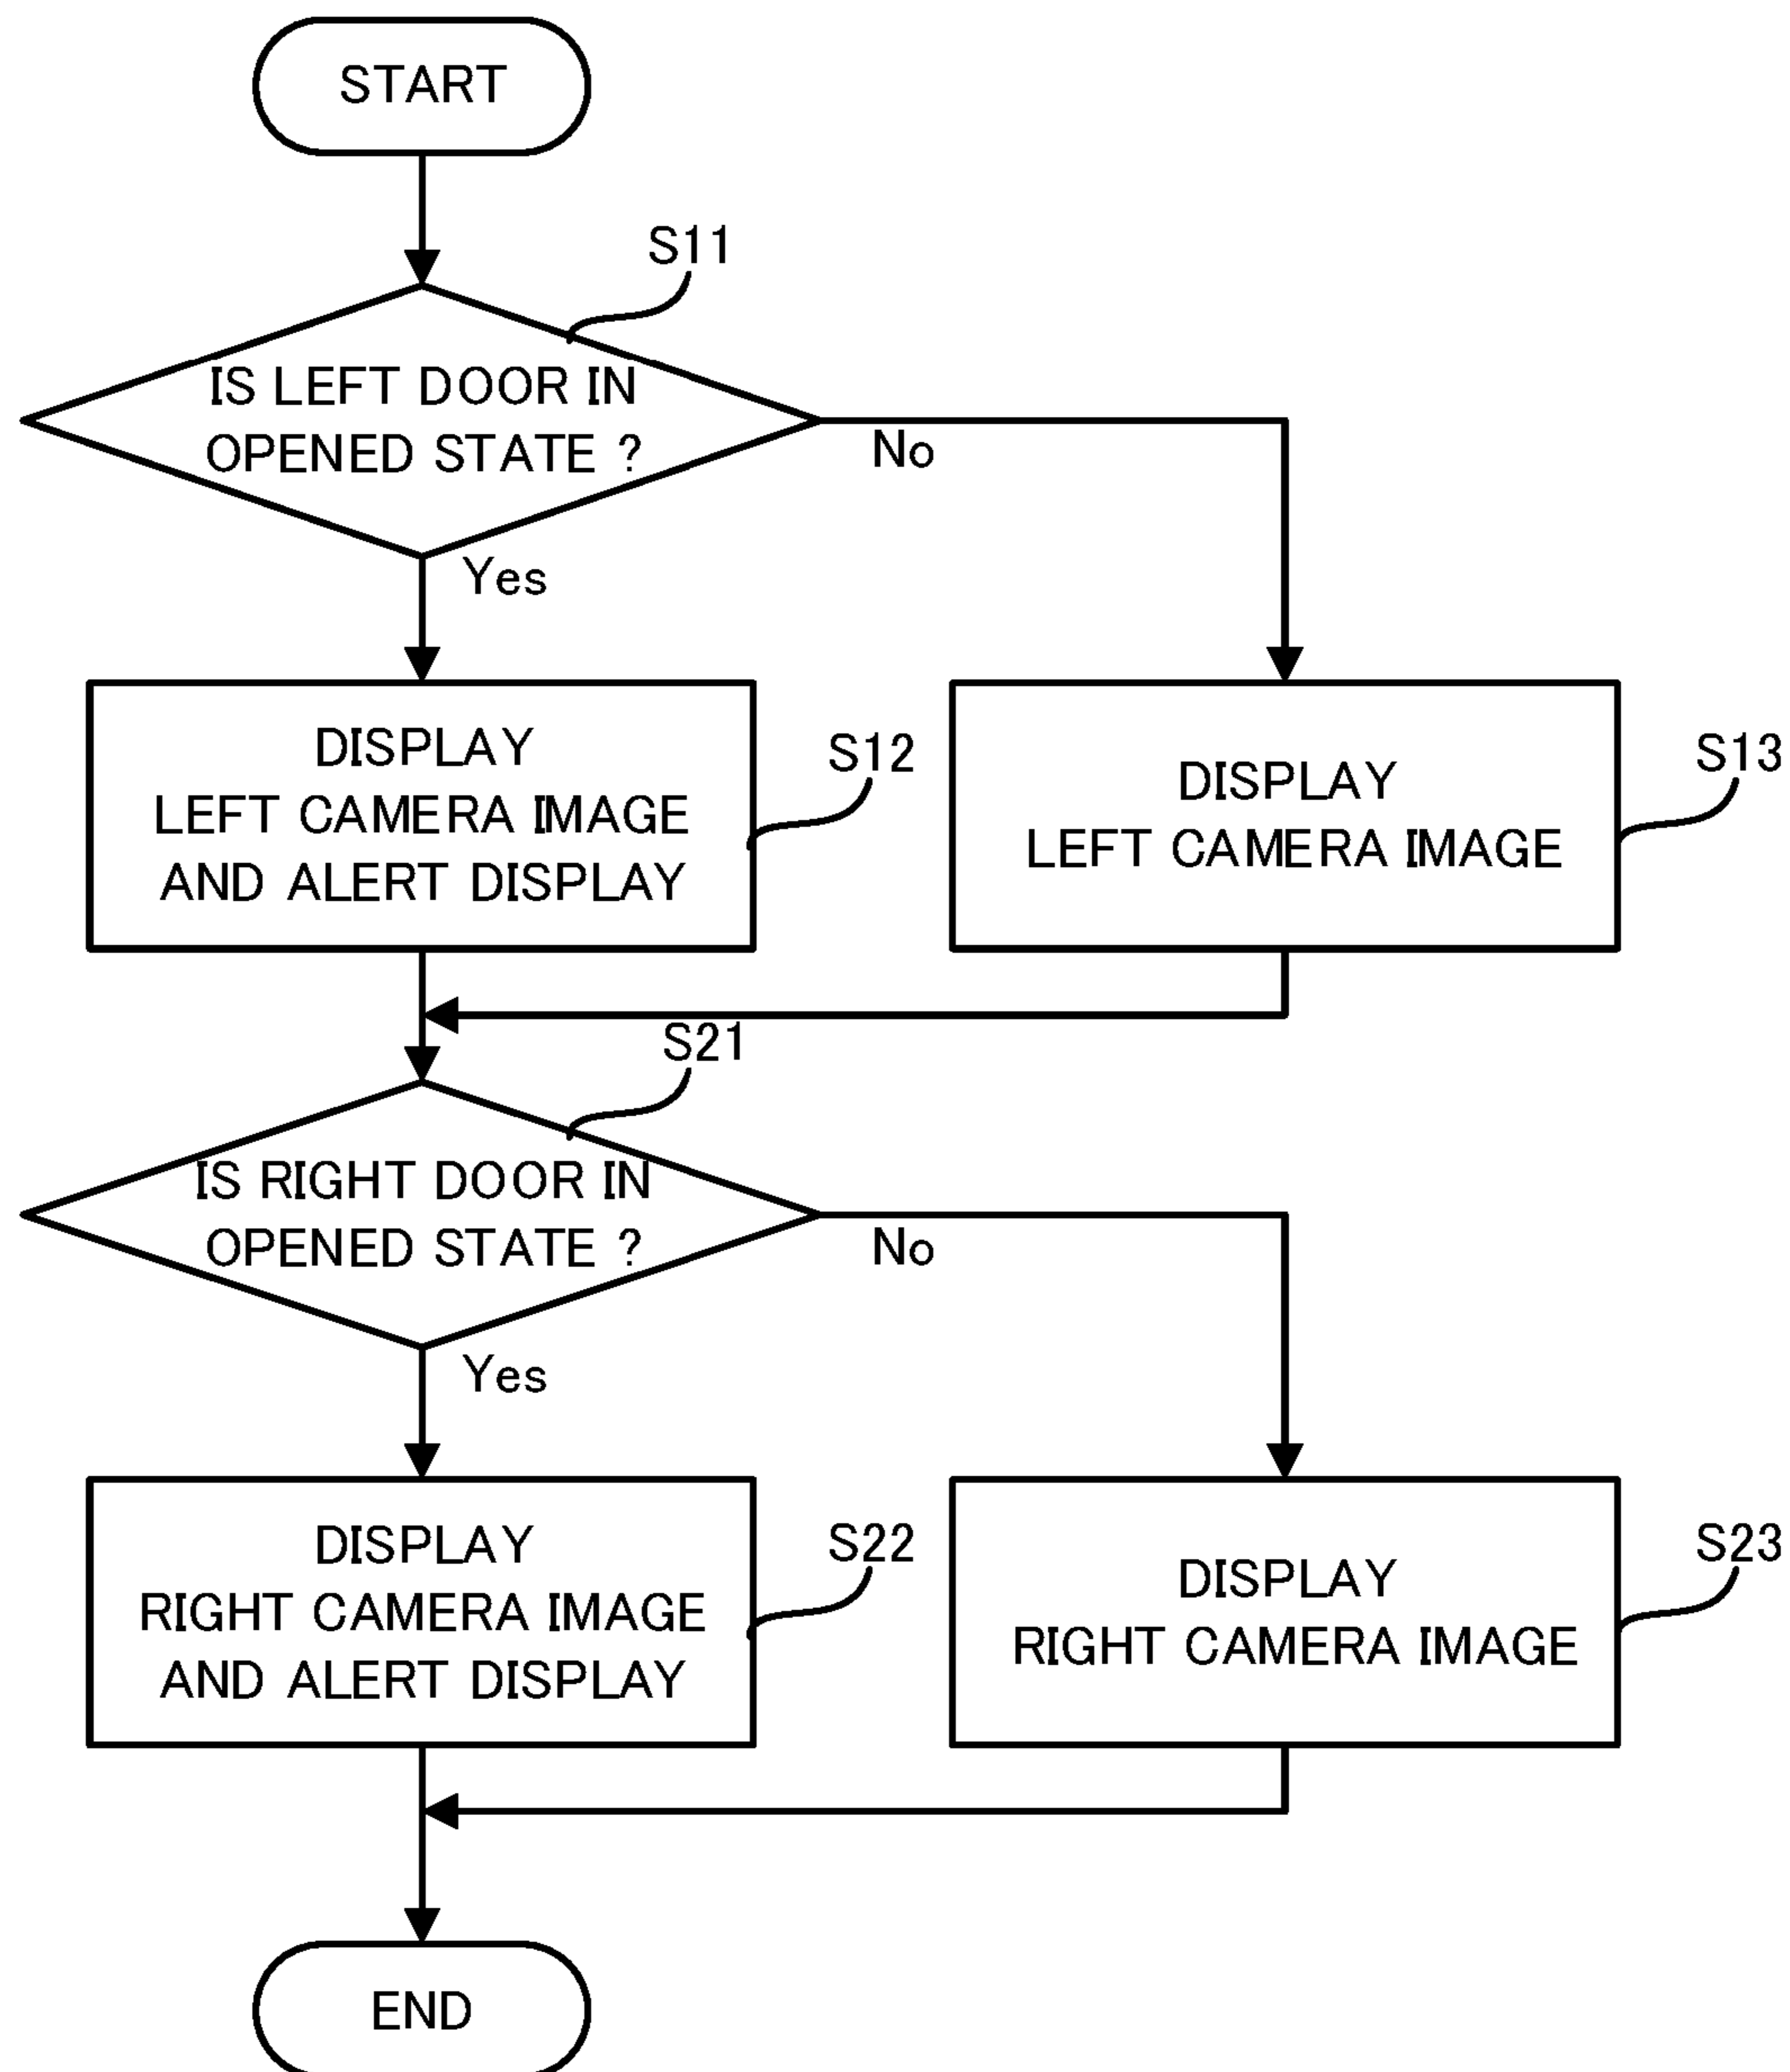 START
S11
IS LEFT DOOR IN
OPENED STATE ?
No
Yes
DISPLAY
LEFT CAMERA IMAGE
AND ALERT DISPLAY
S12
DISPLAY
LEFT CAMERA IMAGE
S13
S21
IS RIGHT DOOR IN
OPENED STATE ?
No
Yes
DISPLAY
RIGHT CAMERA IMAGE
AND ALERT DISPLAY
S22
DISPLAY
RIGHT CAMERA IMAGE
S23
END